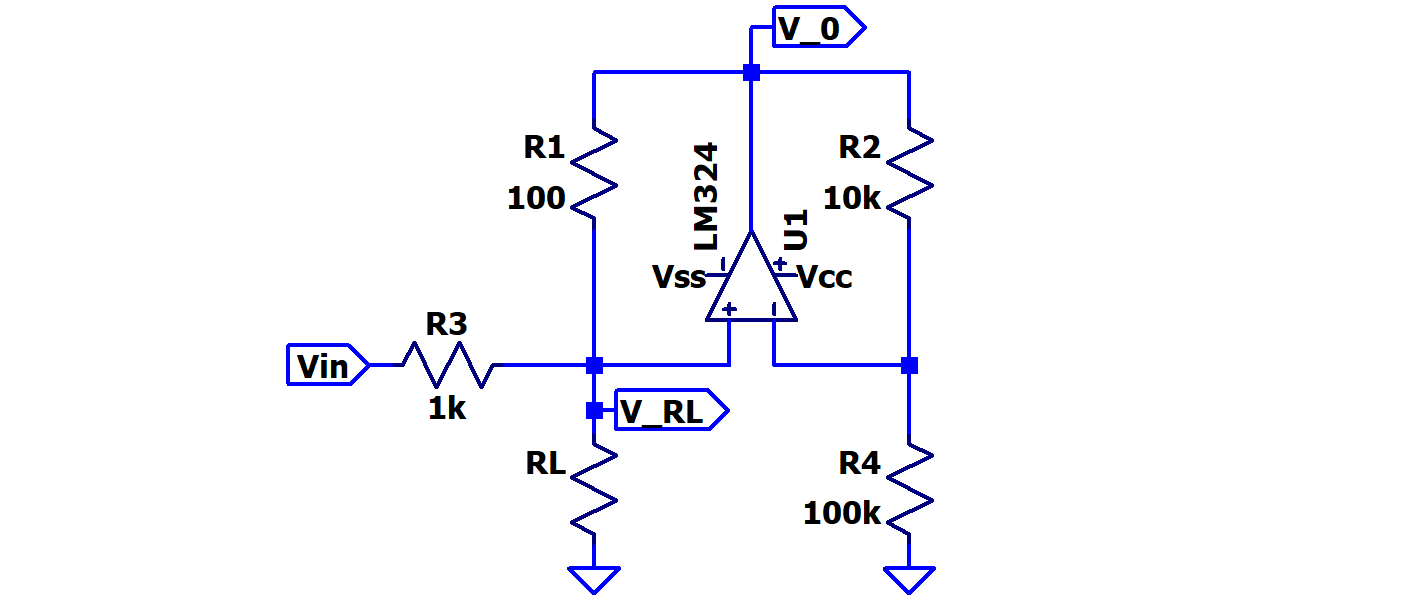 V_0
R1
100
LM324
U1
R2
10k
Vss
Vcc
+
+
R3
Vin
1k
V_RL
RL
R4
100k